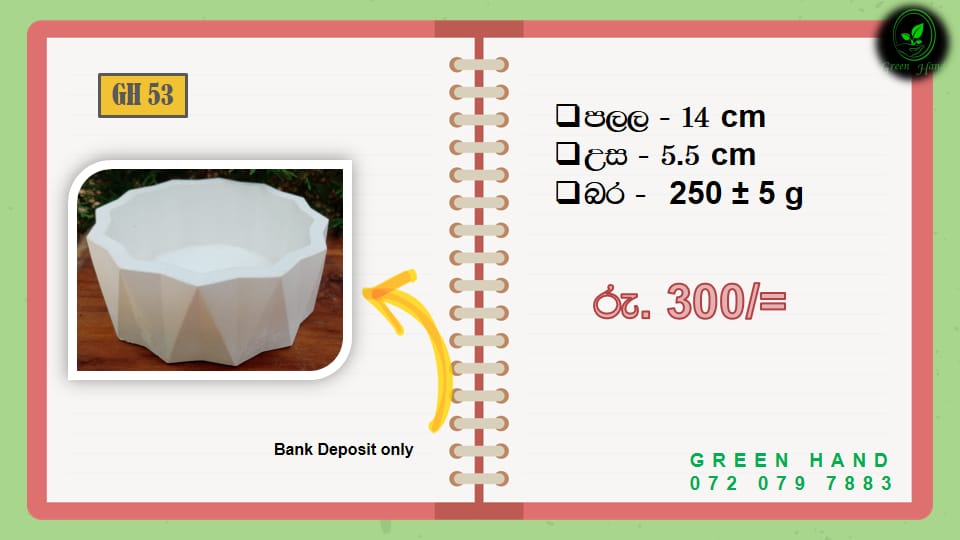 GH 53
Bank Deposit only
Green Hand
❑පලල - 14 cm
❑උස - 5.5 cm
❑බර - 250 ± 5 g
රු. 300/=
GREEN HAND
072 079 7883